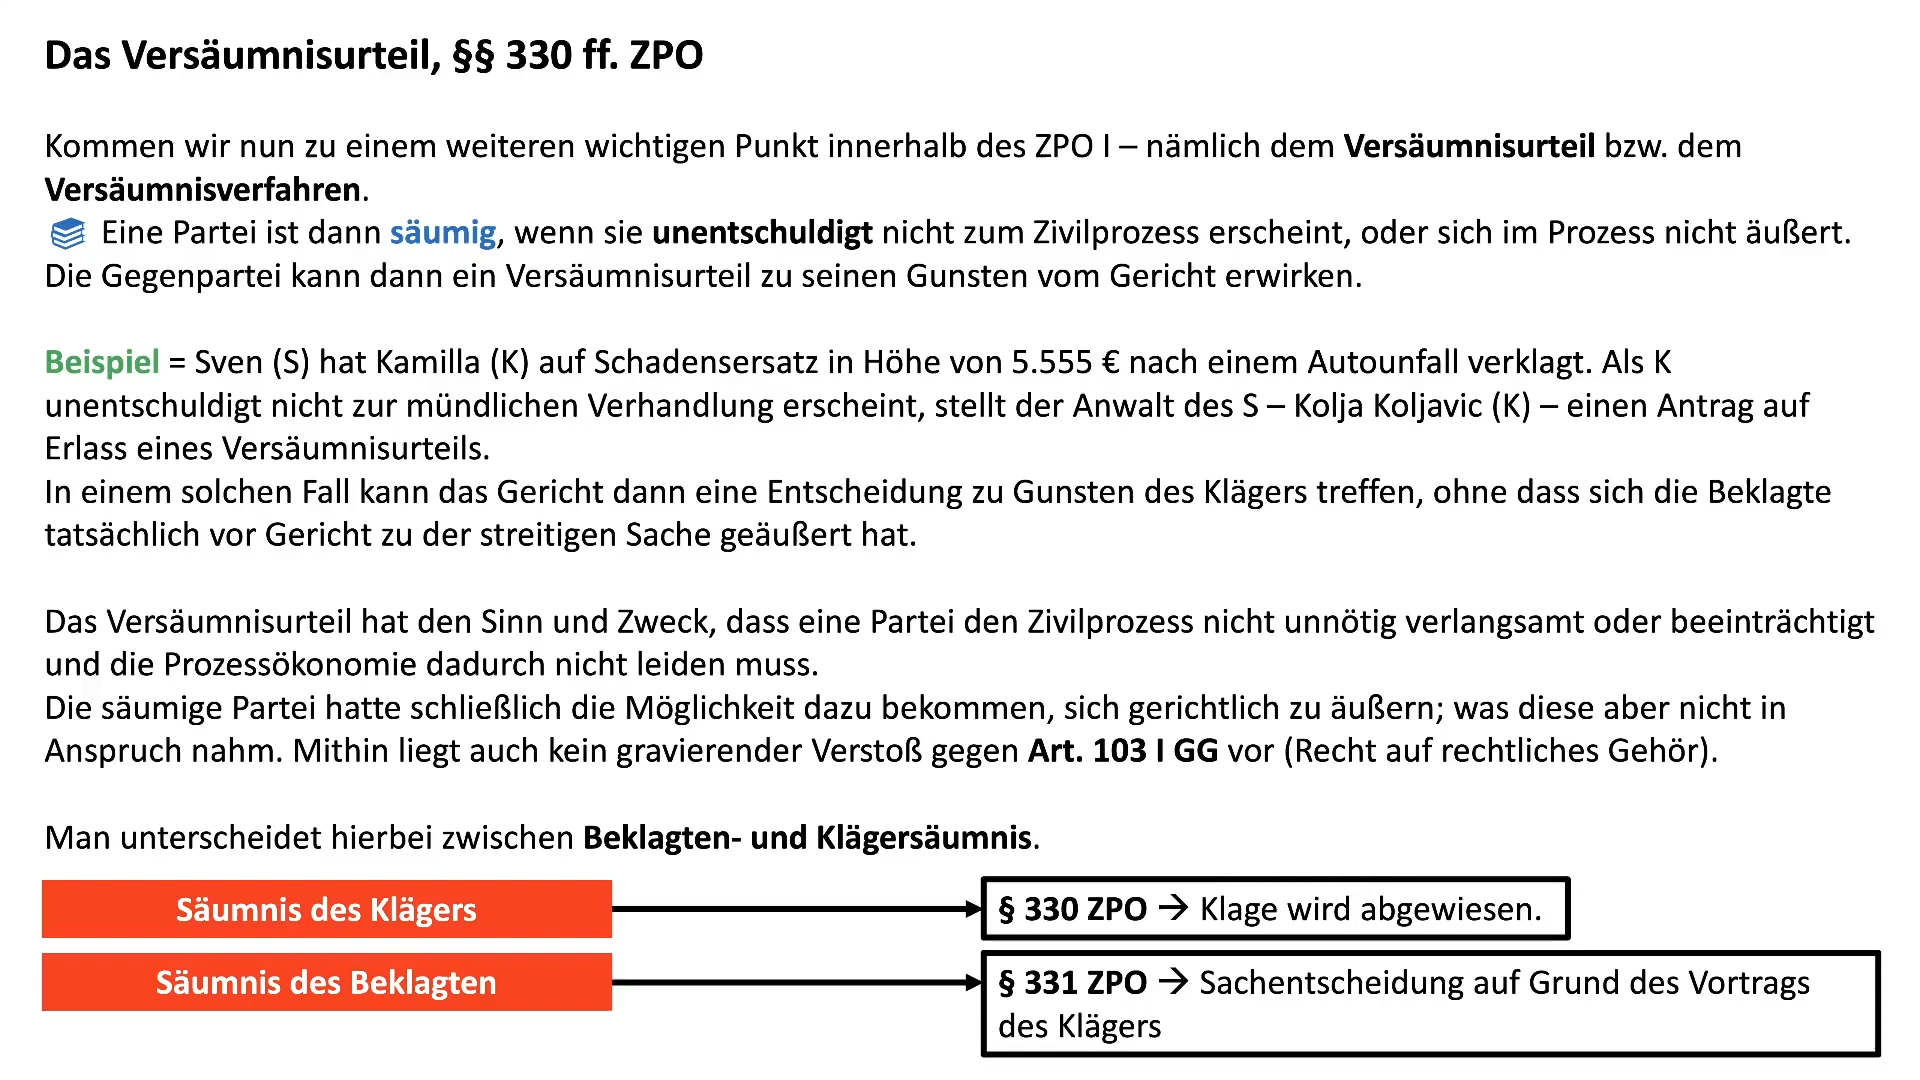 Das Versäumnisurteil, §§ 330 ff. ZPO
Kommen wir nun zu einem weiteren wichtigen Punkt innerhalb des ZPO I – nämlich dem Versäumnisurteil bzw. dem
Versäumnisverfahren.
Eine Partei ist dann säumig, wenn sie unentschuldigt nicht zum Zivilprozess erscheint, oder sich im Prozess nicht äußert.
Die Gegenpartei kann dann ein Versäumnisurteil zu seinen Gunsten vom Gericht erwirken.
Beispiel = Sven (S) hat Kamilla (K) auf Schadensersatz in Höhe von 5.555 € nach einem Autounfall verklagt. Als K
unentschuldigt nicht zur mündlichen Verhandlung erscheint, stellt der Anwalt des S – Kolja Koljavic (K) – einen Antrag auf
Erlass eines Versäumnisurteils.
In einem solchen Fall kann das Gericht dann eine Entscheidung zu Gunsten des Klägers treffen, ohne dass sich die Beklagte
tatsächlich vor Gericht zu der streitigen Sache geäußert hat.
Das Versäumnisurteil hat den Sinn und Zweck, dass eine Partei den Zivilprozess nicht unnötig verlangsamt oder beeinträchtigt
und die Prozessökonomie dadurch nicht leiden muss.
Die säumige Partei hatte schließlich die Möglichkeit dazu bekommen, sich gerichtlich zu äußern; was diese aber nicht in
Anspruch nahm. Mithin liegt auch kein gravierender Verstoß gegen Art. 103 I GG vor (Recht auf rechtliches Gehör).
Man unterscheidet hierbei zwischen Beklagten- und Klägersäumnis.
Säumnis des Klägers
§ 330 ZPO → Klage wird abgewiesen.
Säumnis des Beklagten
§ 331 ZPO → Sachentscheidung auf Grund des Vortrags
des Klägers